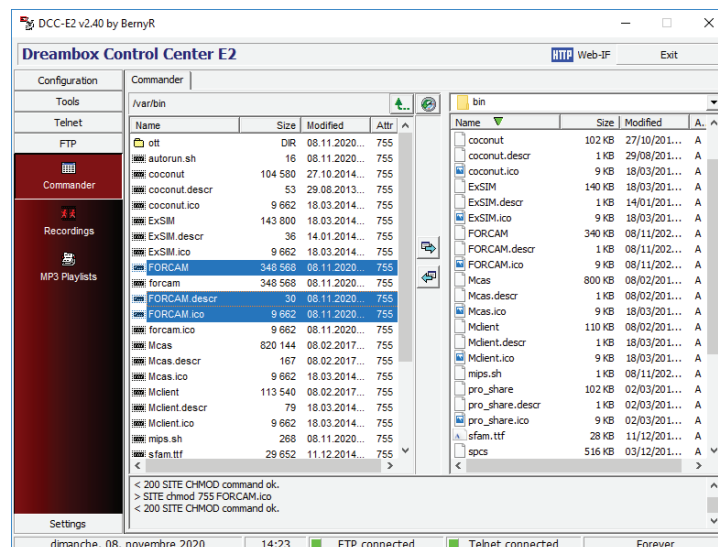 DCC-E2 v2.40 by BernyR
Dreambox Control Center E2
HTTP Web-IF Exit
Configuration
Tools
Telnet
FTP
Commander
Recordings
MP3 Playlists
Settings
Commander
/var/bin
Name Size Modified Attr
ott DIR 08.11.2020... 755
autorun.sh 16 08.11.2020... 755
coconut 104 580 27.10.2014... 755
coconut.descr 53 29.08.2013... 755
coconut.ico 9 662 18.03.2014... 755
ExSIM 143 800 18.03.2014... 755
ExSIM.descr 36 14.01.2014... 755
ExSIM.ico 9 662 18.03.2014... 755
FORCAM 348 568 08.11.2020... 755
forcam 348 568 08.11.2020... 755
FORCAM.descr 30 08.11.2020... 755
FORCAM.ico 9 662 08.11.2020... 755
forcam.ico 9 662 08.11.2020... 755
Mcas 820 144 08.02.2017... 755
Mcas.descr 167 08.02.2017... 755
Mcas.ico 9 662 18.03.2014... 755
Mclient 113 540 08.02.2017... 755
Mclient.descr 79 18.03.2014... 755
Mclient.ico 9 662 18.03.2014... 755
mips.sh 268 08.11.2020... 755
sfam.ttf 29 652 11.12.2014... 755
bin
Name Size Modified A..
coconut 102 KB 27/10/201... A
coconut.descr 1 KB 29/08/201... A
coconut.ico 9 KB 18/03/201... A
ExSIM 140 KB 18/03/201... A
ExSIM.descr 1 KB 14/01/201... A
ExSIM.ico 9 KB 18/03/201... A
FORCAM 340 KB 08/11/202... A
FORCAM.descr 1 KB 08/11/202... A
FORCAM.ico 9 KB 08/11/202... A
Mcas 800 KB 08/02/201... A
Mcas.descr 1 KB 08/02/201... A
Mcas.ico 9 KB 18/03/201... A
Mclient 110 KB 08/02/201... A
Mclient.descr 1 KB 18/03/201... A
Mclient.ico 9 KB 18/03/201... A
mips.sh 1 KB 08/11/202... A
pro_share 102 KB 02/03/201... A
pro_share.descr 1 KB 02/03/201... A
pro_share.ico 9 KB 02/03/201... A
sfam.ttf 28 KB 11/12/201... A
spcs 516 KB 03/12/201... A
< 200 SITE CHMOD command ok.
> SITE chmod 755 FORCAM.ico
< 200 SITE CHMOD command ok.
dimanche, 08. novembre 2020 14:23 FTP connected Telnet connected Forever